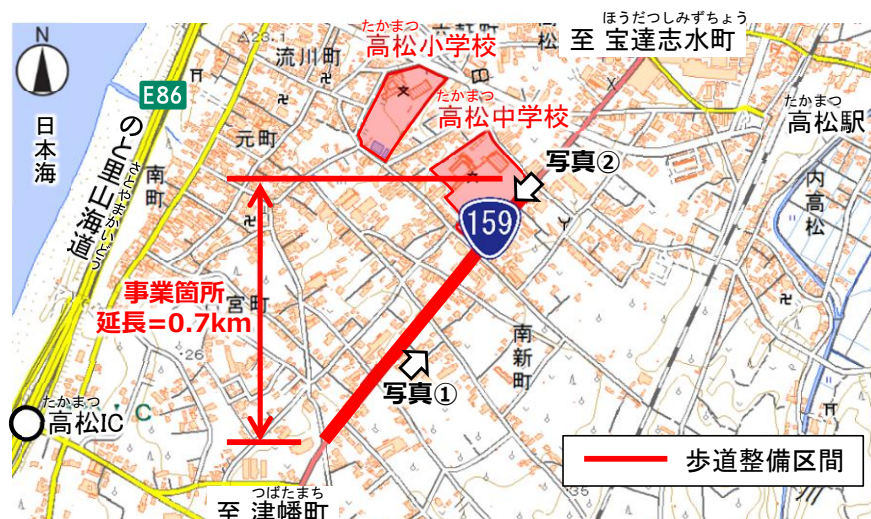 ほうだつしみずちょう
至 宝達志水町
流川町
たかまつ
高松小学校
N
E86
たかまつ
高松中学校
たかまつ
高松駅
日本海
元町
写真②
のと里山海道
さとやまかいどう
南町
内高松
159
事業箇所
延長=0.7km
宮町
南新町
・26
写真①
たかまつ
高松IC
歩道整備区間
つばたまち
至 津幡町
・35